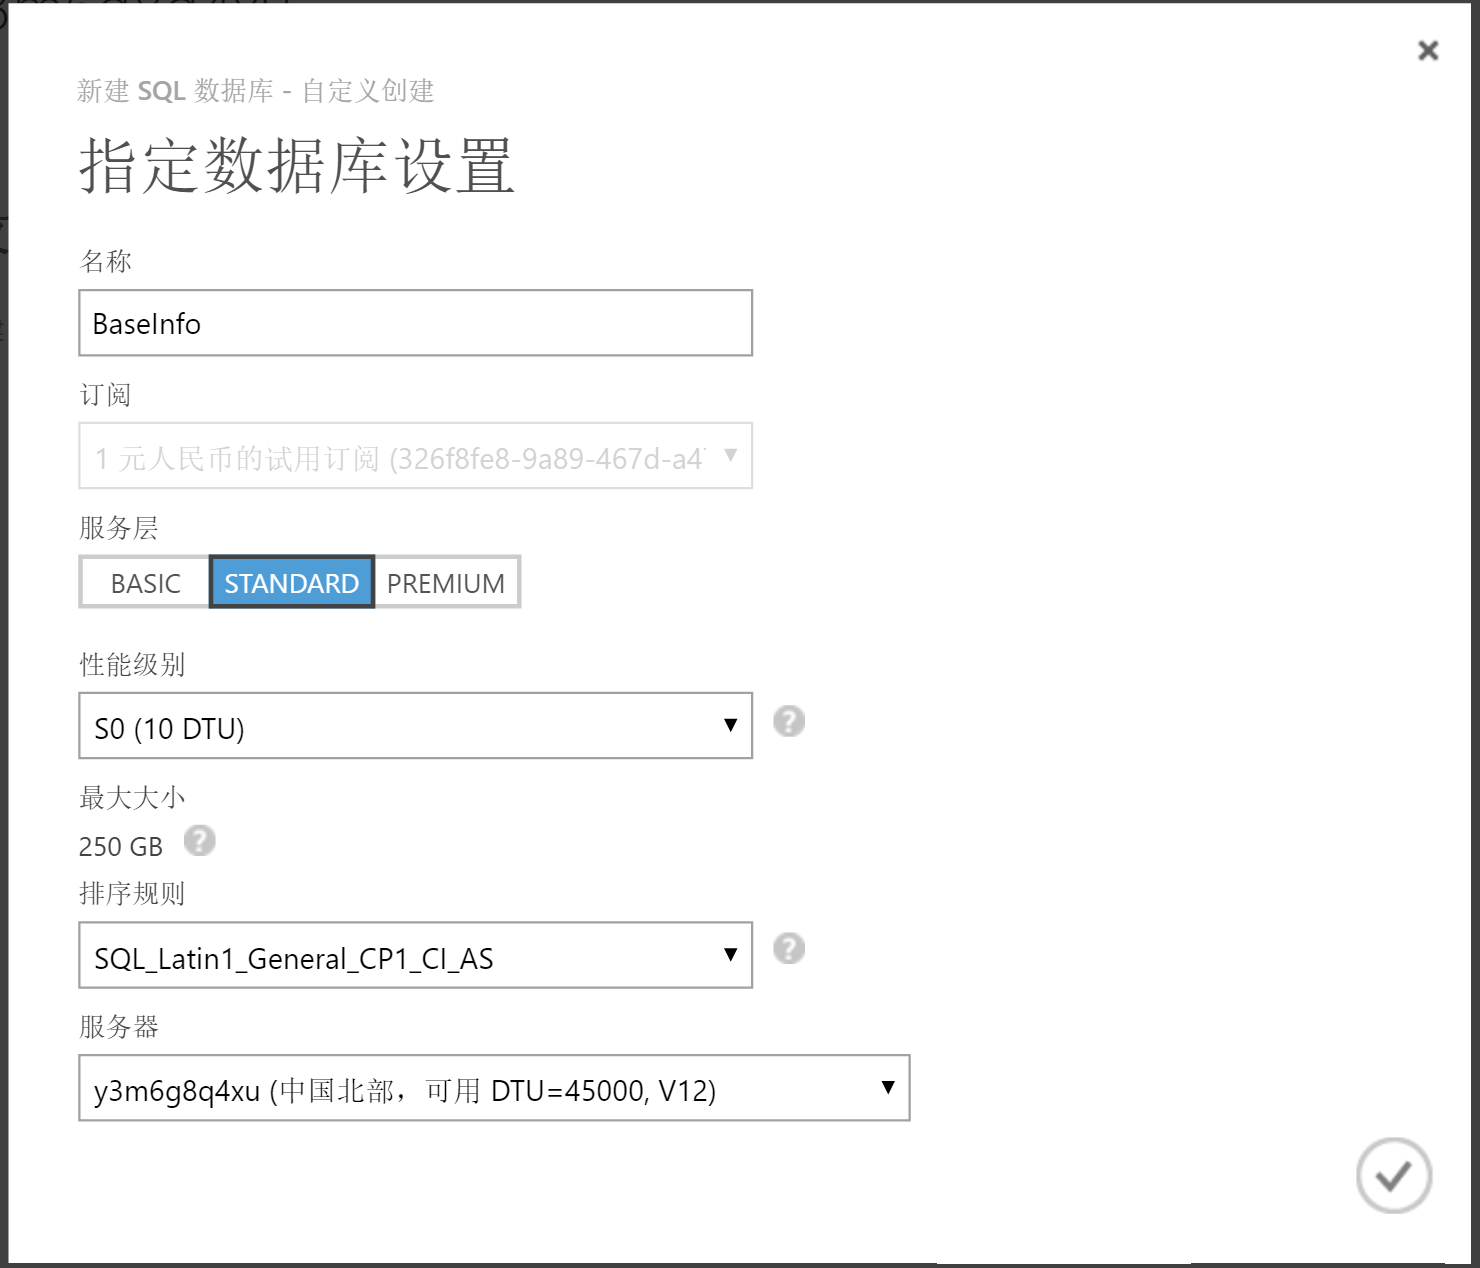 新建 SQL 数据库 - 自定义创建
指定数据库设置
名称
BaseInfo
订阅
1 元人民币的试用订阅 (326f8fe8-9a89-467d-a4
服务层
BASIC STANDARD PREMIUM
性能级别
S0 (10 DTU)
最大大小
250 GB
排序规则
SQL_Latin1_General_CP1_CI_AS
服务器
y3m6g8q4xu (中国北部，可用 DTU=45000, V12)